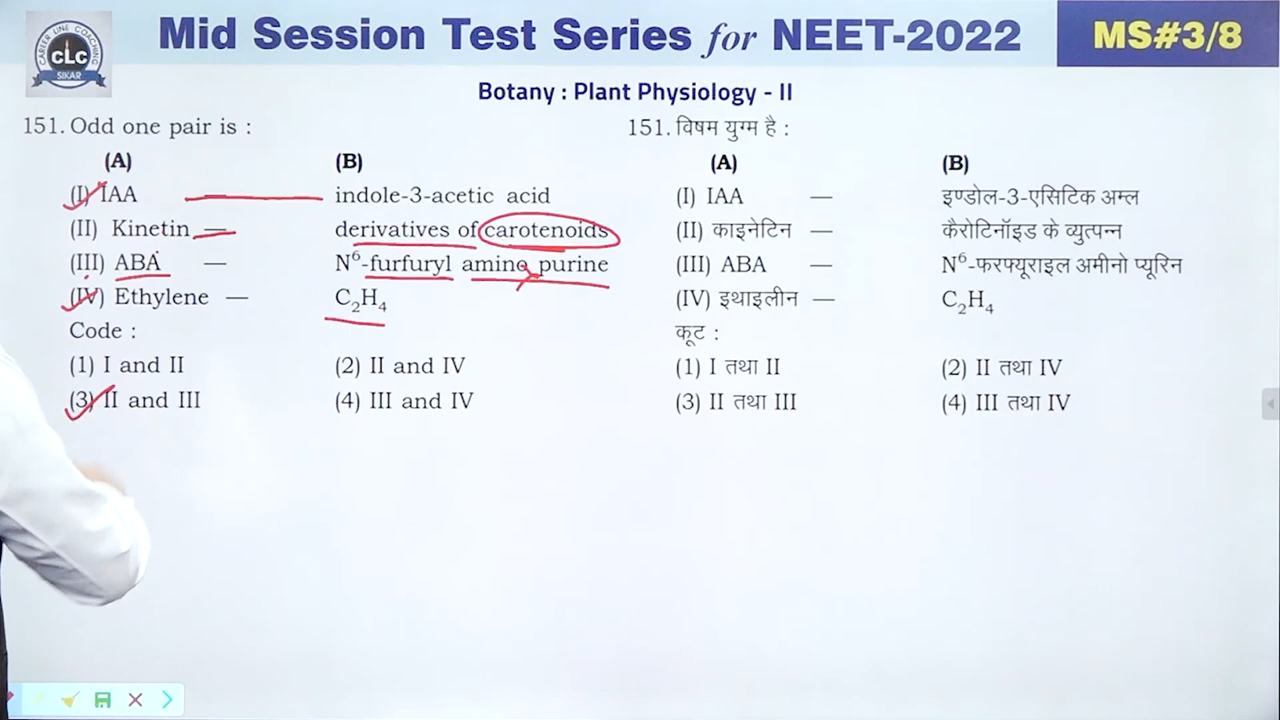 Mid Session Test Series for NEET-2022
MS#3/8
CAREER LINE COACHING
CLC
SIKAR
Botany : Plant Physiology - II
151. Odd one pair is :
(A) (B)
(I) IAA — indole-3-acetic acid
(II) Kinetin — derivatives of carotenoids
(III) ABA — N⁶-furfuryl amino purine
(IV) Ethylene — C₂H₄
Code :
(1) I and II (2) II and IV
(3) II and III (4) III and IV
151. विषम युग्म है :
(A) (B)
(I) IAA — इण्डोल-3-एसिटिक अम्ल
(II) काइनेटिन — कैरोटिनॉइड के व्युत्पन्न
(III) ABA — N⁶-फरफ्यूराइल अमीनो प्यूरिन
(IV) इथाइलीन — C₂H₄
कूट :
(1) I तथा II (2) II तथा IV
(3) II तथा III (4) III तथा IV